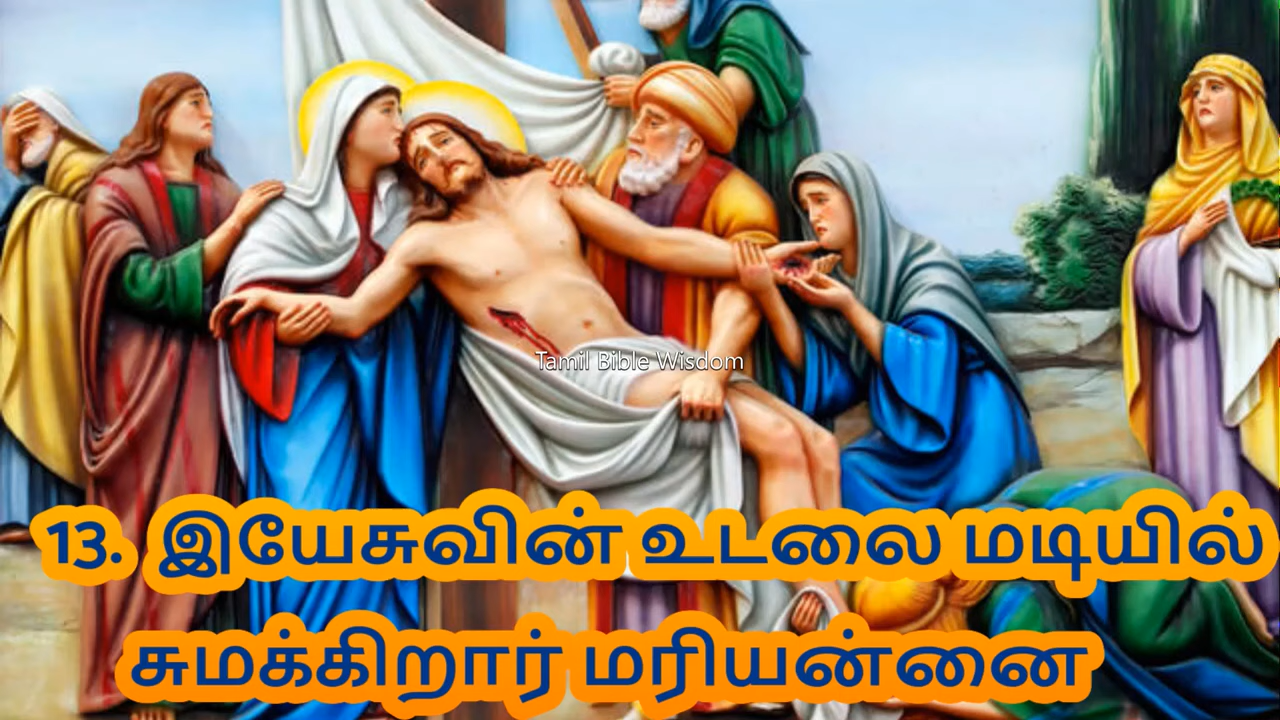 Tamil Bible Wisdom
13. இயேசுவின் உடலை மடியில்
சுமக்கிறார் மரியன்னை